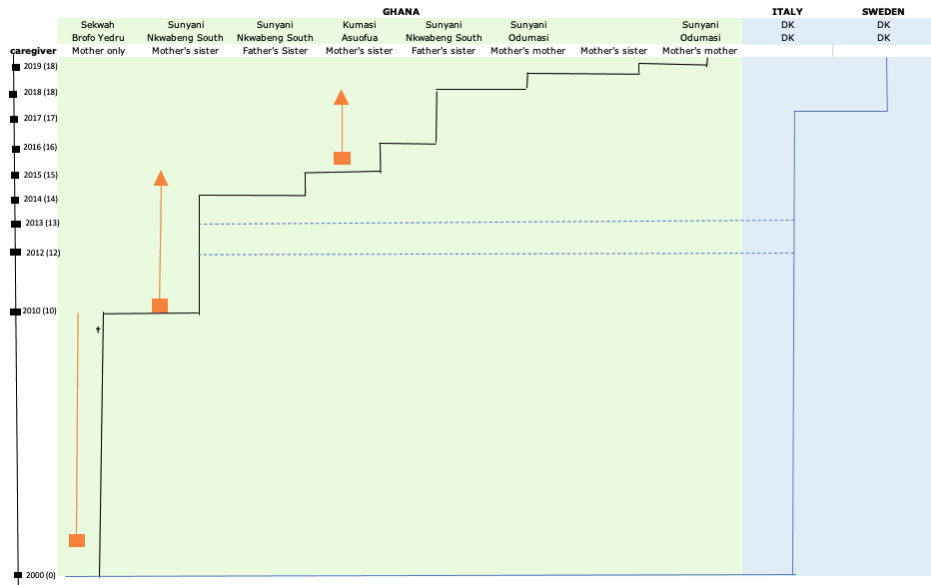 GHANA ITALY SWEDEN
Sekwah Sunyani Sunyani Kumasi Sunyani Sunyani Sunyani DK DK
Brofo Yedru Nkwabeng South Nkwabeng South Asuofua Nkwabeng South Odumasi Odumasi DK DK
caregiver Mother only Mother's sister Father's Sister Mother's sister Father's sister Mother's mother Mother's sister Mother's mother
2019 (18)
2018 (18)
2017 (17)
2016 (16)
2015 (15)
2014 (14)
2013 (13)
2012 (12)
2010 (10)
†
2000 (0)